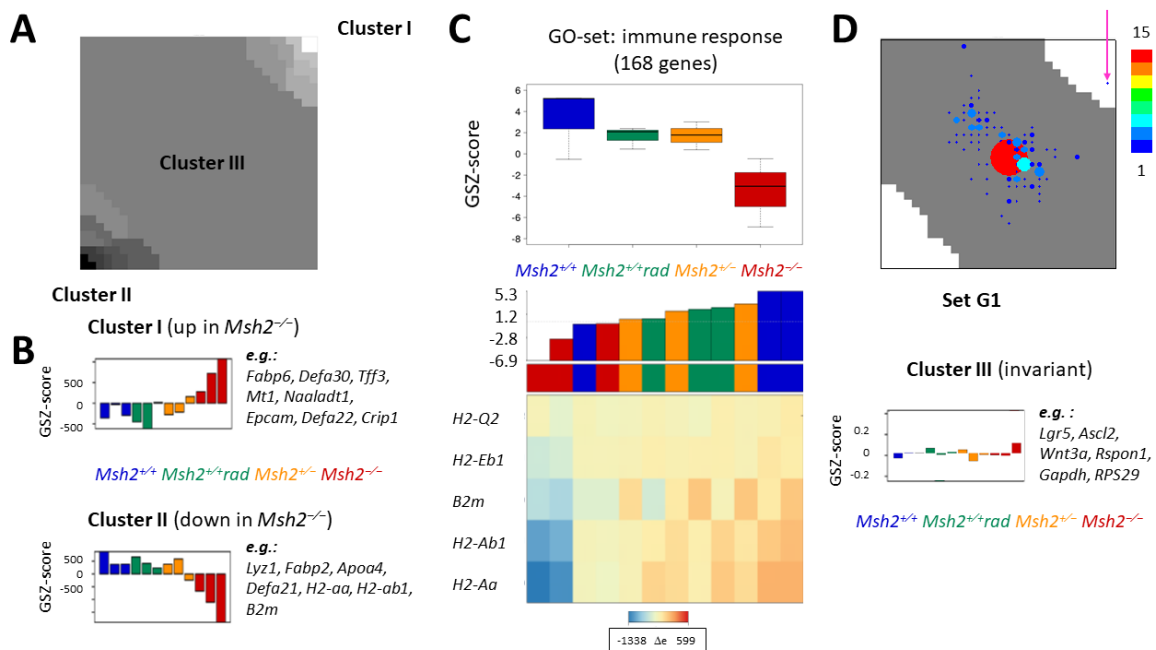 A
Cluster I
Cluster III
Cluster II
B
Cluster I (up in Msh2−/−)
GSZ-score
500
0
-500
e.g.:
Fabp6, Defa30, Tff3,
Mt1, Naaladt1,
Epcam, Defa22, Crip1
Msh2+/+ Msh2+/+rad Msh2+/− Msh2−/−
Cluster II (down in Msh2−/−)
GSZ-score
500
0
-500
e.g.:
Lyz1, Fabp2, Apoa4,
Defa21, H2-aa, H2-ab1,
B2m
C
GO-set: immune response
(168 genes)
GSZ-score
6
4
2
0
-2
-4
-6
-8
Msh2+/+ Msh2+/+rad Msh2+/− Msh2−/−
5.3
1.2
-2.8
-6.9
H2-Q2
H2-Eb1
B2m
H2-Ab1
H2-Aa
-1338 Δe 599
D
15
1
Set G1
Cluster III (invariant)
GSZ-score
0.2
0
-0.2
e.g. :
Lgr5, Ascl2,
Wnt3a, Rspon1,
Gapdh, RPS29
Msh2+/+ Msh2+/+rad Msh2+/− Msh2−/−